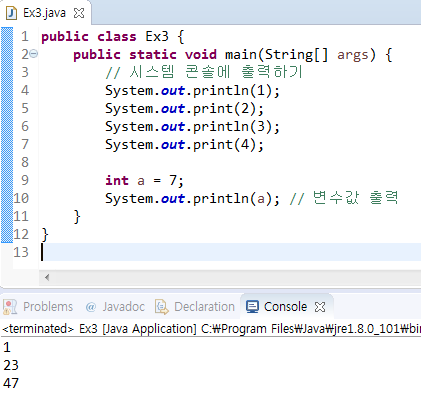 Ex3.java
1 public class Ex3 {
2 public static void main(String[] args) {
3 // 시스템 콘솔에 출력하기
4 System.out.println(1);
5 System.out.print(2);
6 System.out.println(3);
7 System.out.print(4);
8
9 int a = 7;
10 System.out.println(a); // 변수값 출력
11 }
12 }
13
Problems @ Javadoc Declaration Console
<terminated> Ex3 [Java Application] C:₩Program Files₩Java₩jre1.8.0_101₩bin
1
23
47